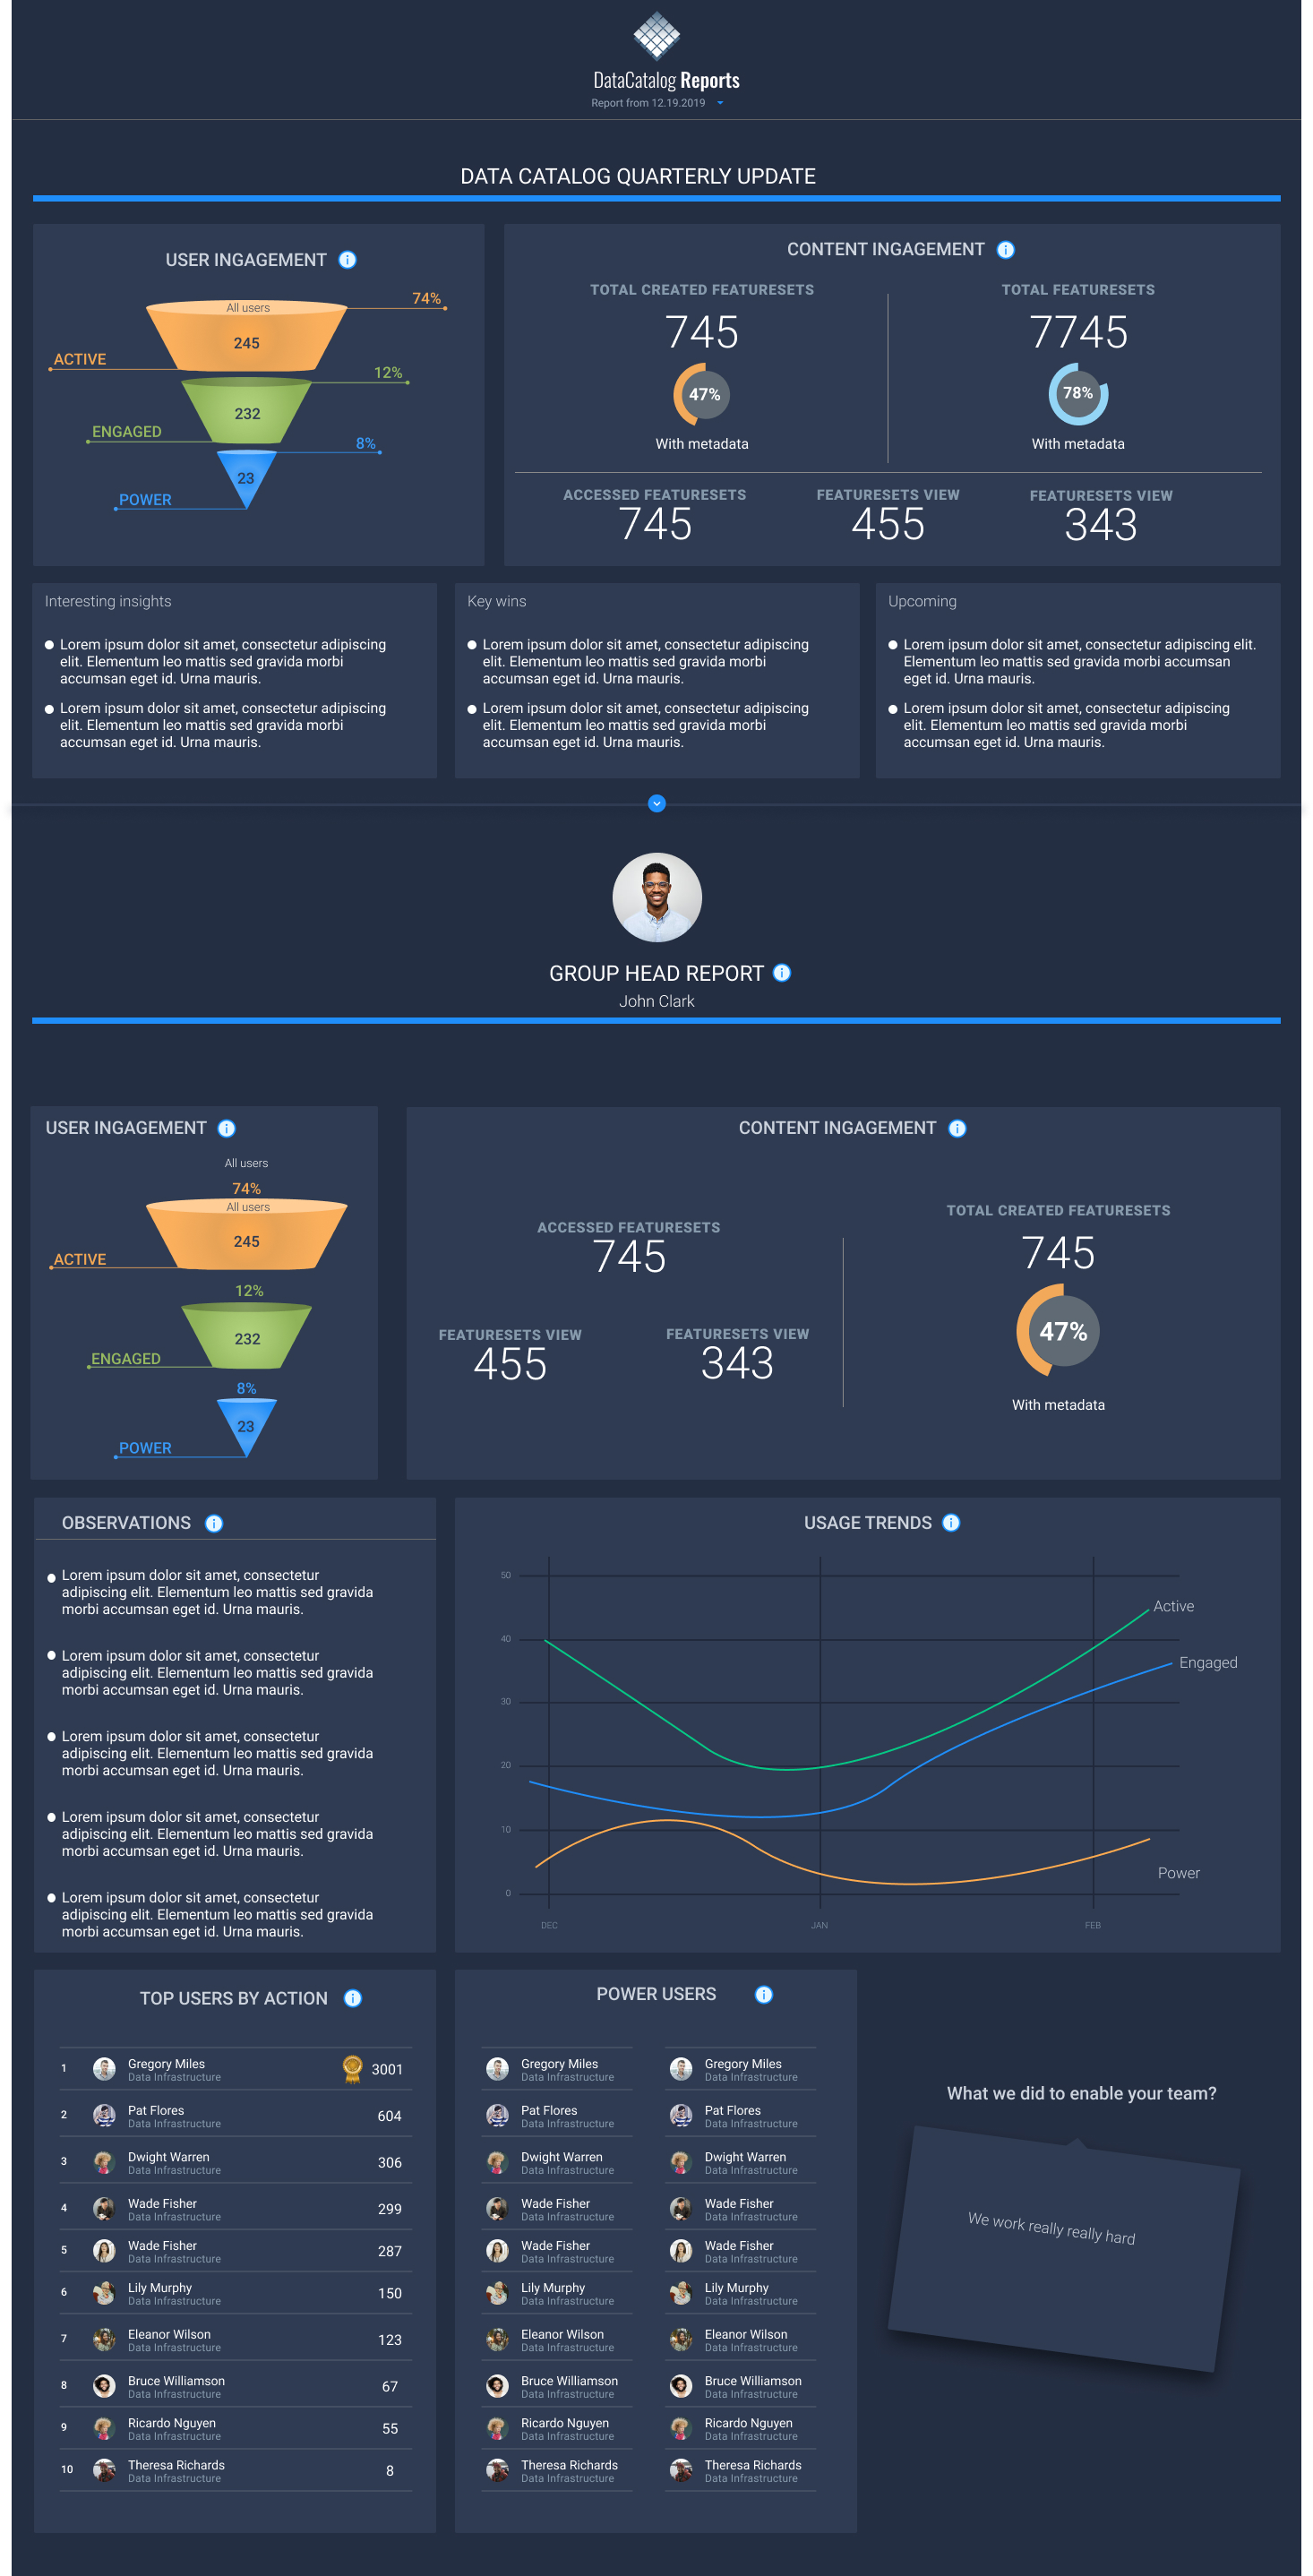 DataCatalog Reports
Report from 12.19.2019
DATA CATALOG QUARTERLY UPDATE
USER INGAGEMENT
All users
74%
245
ACTIVE
12%
232
ENGAGED
8%
23
POWER
CONTENT INGAGEMENT
TOTAL CREATED FEATURESETS
745
47%
With metadata
TOTAL FEATURESETS
7745
78%
With metadata
ACCESSED FEATURESETS
745
FEATURESETS VIEW
455
FEATURESETS VIEW
343
Interesting insights
Lorem ipsum dolor sit amet, consectetur adipiscing
elit. Elementum leo mattis sed gravida morbi
accumsan eget id. Urna mauris.
Lorem ipsum dolor sit amet, consectetur adipiscing
elit. Elementum leo mattis sed gravida morbi
accumsan eget id. Urna mauris.
Key wins
Lorem ipsum dolor sit amet, consectetur adipiscing
elit. Elementum leo mattis sed gravida morbi
accumsan eget id. Urna mauris.
Lorem ipsum dolor sit amet, consectetur adipiscing
elit. Elementum leo mattis sed gravida morbi
accumsan eget id. Urna mauris.
Upcoming
Lorem ipsum dolor sit amet, consectetur adipiscing elit.
Elementum leo mattis sed gravida morbi accumsan
eget id. Urna mauris.
Lorem ipsum dolor sit amet, consectetur adipiscing
elit. Elementum leo mattis sed gravida morbi
accumsan eget id. Urna mauris.
GROUP HEAD REPORT
John Clark
USER INGAGEMENT
All users
74%
All users
245
ACTIVE
12%
232
ENGAGED
8%
23
POWER
CONTENT INGAGEMENT
ACCESSED FEATURESETS
745
FEATURESETS VIEW
455
FEATURESETS VIEW
343
TOTAL CREATED FEATURESETS
745
47%
With metadata
OBSERVATIONS
Lorem ipsum dolor sit amet, consectetur
adipiscing elit. Elementum leo mattis sed gravida
morbi accumsan eget id. Urna mauris.
Lorem ipsum dolor sit amet, consectetur
adipiscing elit. Elementum leo mattis sed gravida
morbi accumsan eget id. Urna mauris.
Lorem ipsum dolor sit amet, consectetur
adipiscing elit. Elementum leo mattis sed gravida
morbi accumsan eget id. Urna mauris.
Lorem ipsum dolor sit amet, consectetur
adipiscing elit. Elementum leo mattis sed gravida
morbi accumsan eget id. Urna mauris.
Lorem ipsum dolor sit amet, consectetur
adipiscing elit. Elementum leo mattis sed gravida
morbi accumsan eget id. Urna mauris.
USAGE TRENDS
50
40
30
20
10
0
DEC
JAN
FEB
Active
Engaged
Power
TOP USERS BY ACTION
1 Gregory Miles 3001
Data Infrastructure
2 Pat Flores 604
Data Infrastructure
3 Dwight Warren 306
Data Infrastructure
4 Wade Fisher 299
Data Infrastructure
5 Wade Fisher 287
Data Infrastructure
6 Lily Murphy 150
Data Infrastructure
7 Eleanor Wilson 123
Data Infrastructure
8 Bruce Williamson 67
Data Infrastructure
9 Ricardo Nguyen 55
Data Infrastructure
10 Theresa Richards 8
Data Infrastructure
POWER USERS
Gregory Miles
Data Infrastructure
Pat Flores
Data Infrastructure
Dwight Warren
Data Infrastructure
Wade Fisher
Data Infrastructure
Wade Fisher
Data Infrastructure
Lily Murphy
Data Infrastructure
Eleanor Wilson
Data Infrastructure
Bruce Williamson
Data Infrastructure
Ricardo Nguyen
Data Infrastructure
Theresa Richards
Data Infrastructure
Gregory Miles
Data Infrastructure
Pat Flores
Data Infrastructure
Dwight Warren
Data Infrastructure
Wade Fisher
Data Infrastructure
Wade Fisher
Data Infrastructure
Lily Murphy
Data Infrastructure
Eleanor Wilson
Data Infrastructure
Bruce Williamson
Data Infrastructure
Ricardo Nguyen
Data Infrastructure
Theresa Richards
Data Infrastructure
What we did to enable your team?
We work really really hard